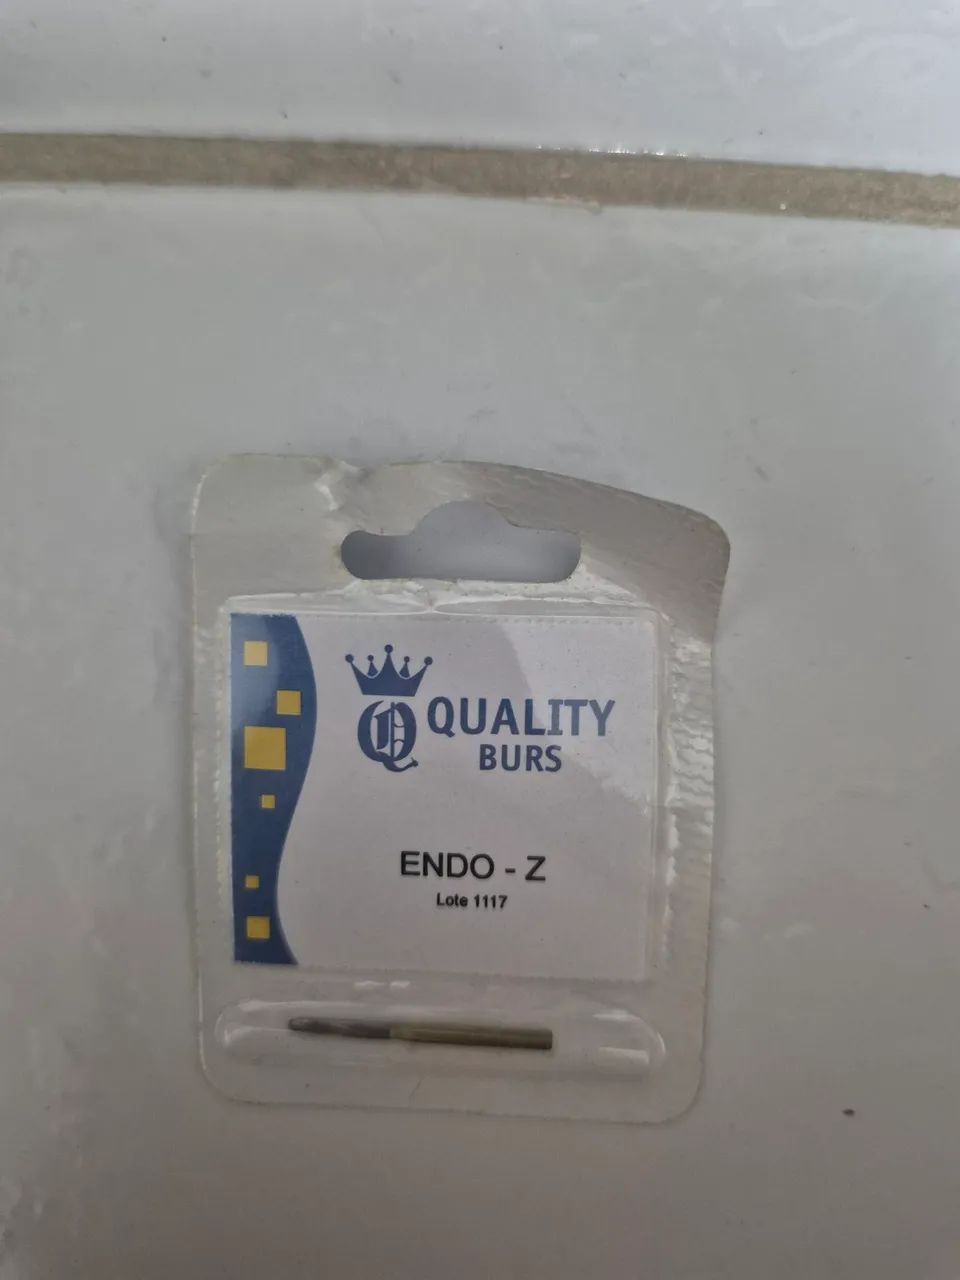 Q QUALITY
BURS
ENDO - Z
Lote 1117